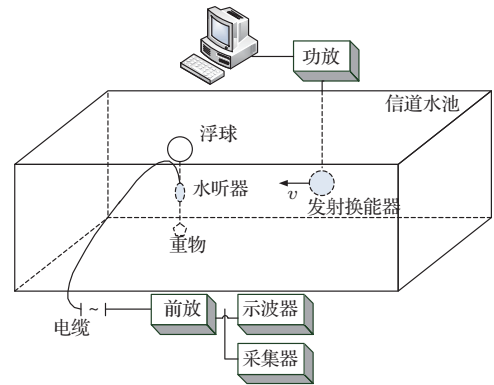 功放
信道水池
浮球
水听器
v
发射换能器
重物
~
前放
示波器
电缆
采集器